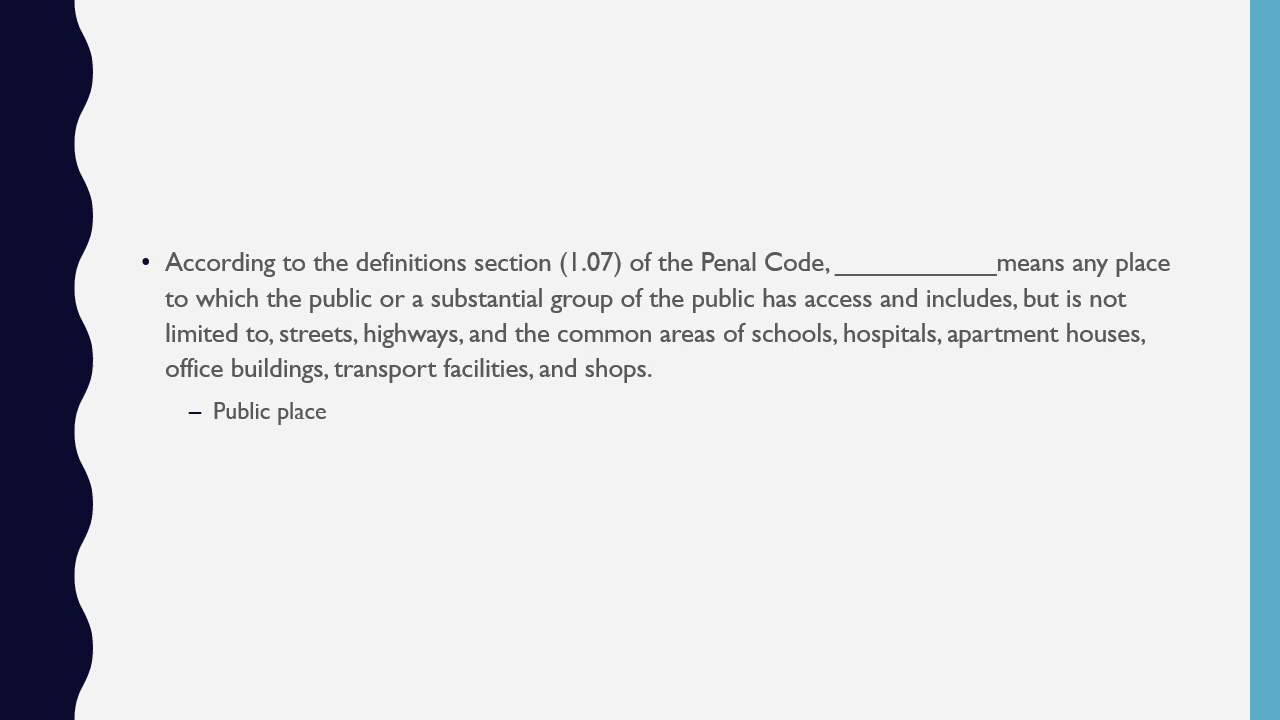 • According to the definitions section (1.07) of the Penal Code, ____________means any place
to which the public or a substantial group of the public has access and includes, but is not
limited to, streets, highways, and the common areas of schools, hospitals, apartment houses,
office buildings, transport facilities, and shops.
– Public place